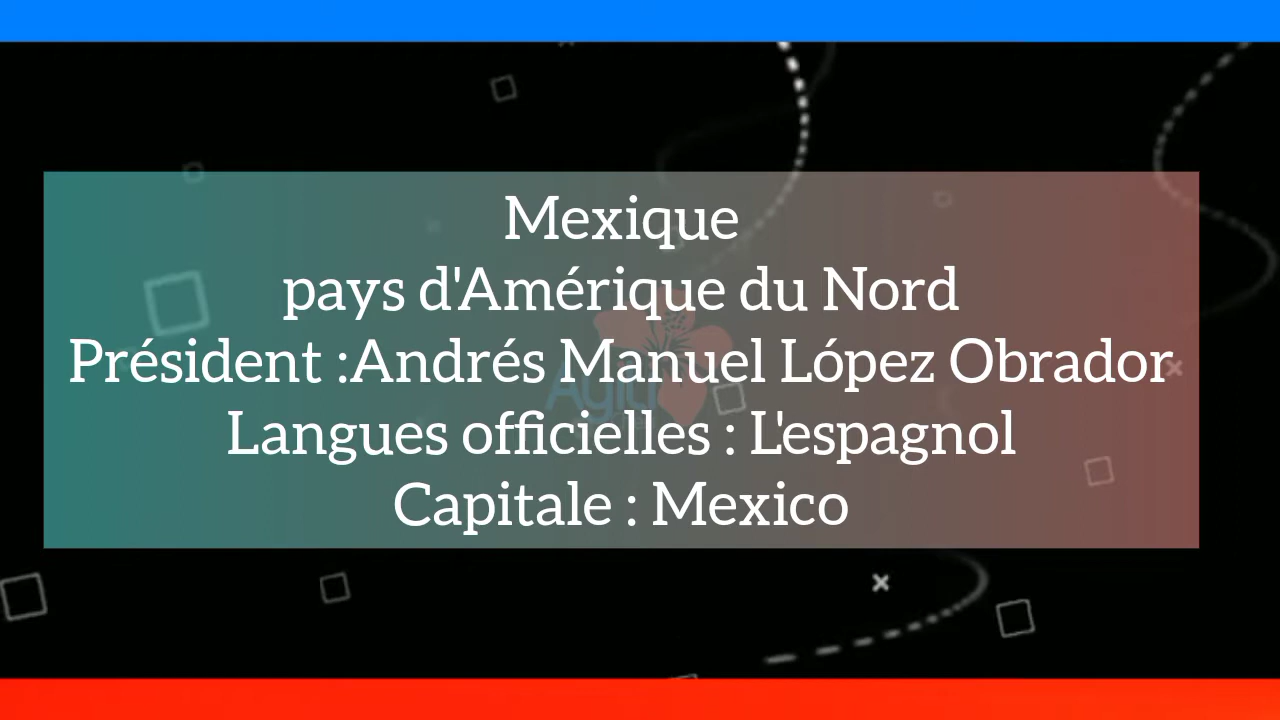 Mexique
pays d'Amérique du Nord
Président :Andrés Manuel López Obrador
Langues officielles : L'espagnol
Capitale : Mexico